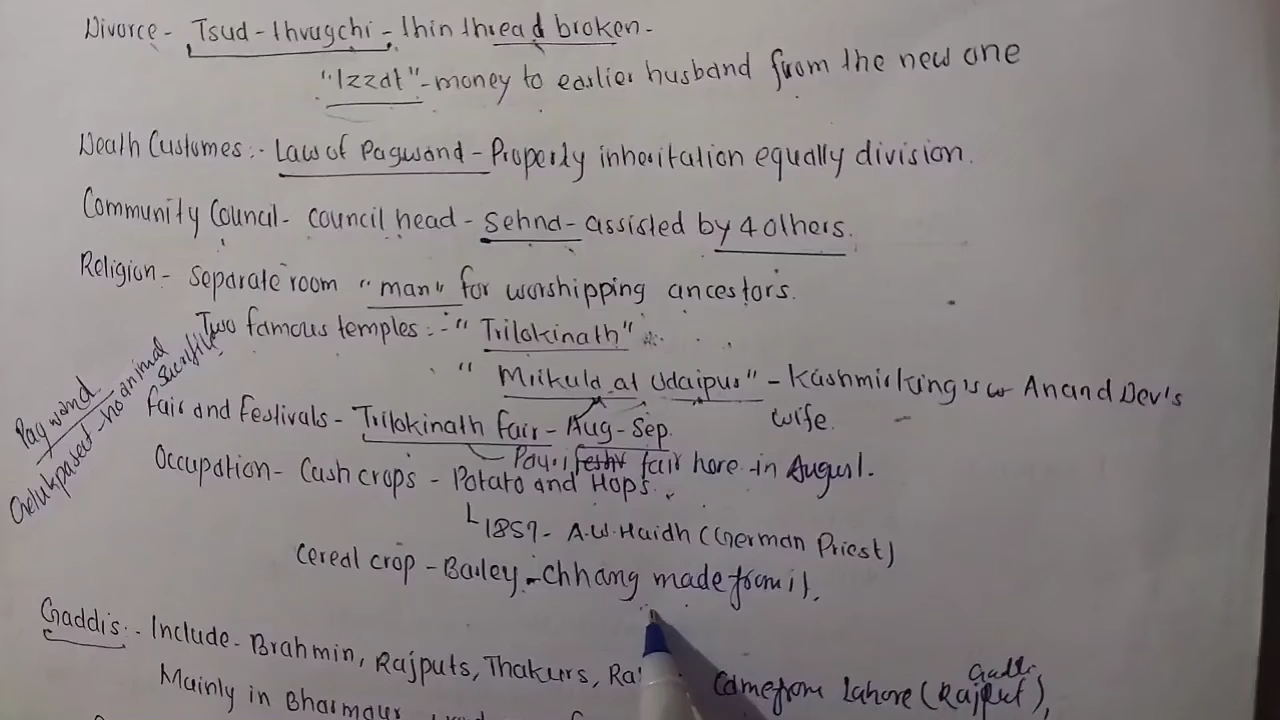 Divorce - Tsud-thvugchi - thin thread broken -
"Izzat" - money to earlier husband from the new one
Death Customes :- Law of Pagwand - Property inheritation equally division.
Community Council - council head - Sehna - assisted by 4 others.
Religion - Separate room "man" for worshipping ancestors.
Two famous temples :- "Trilokinath"
"Mrikula at Udaipur" - Kashmir king's Anand Dev's
wife.
Pagwand
Gelukpa sect - no animal
Sacrifice
Fair and Festivals - Trilokinath fair - Aug-Sep.
Pauri fair here in August.
Occupation - Cash crops - Potato and Hops.
1857 - A.W. Haidh (German Priest)
Cereal crop - Barley - Chhang made from it.
Gaddis :- Include - Brahmin, Rajputs, Thakurs, Came from Lahore (Rajput),
Gaddi
Mainly in Bharmaur